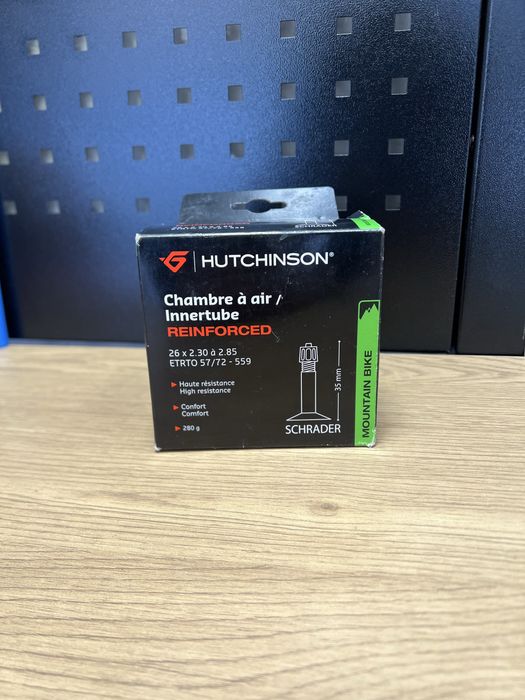 SCHRADER
HUTCHINSON®
Chambre à air /
Innertube
REINFORCED
26 x 2.30 à 2.85
ETRTO 57/72 - 559
Haute résistance
High resistance
Confort
Comfort
280 g
35 mm
SCHRADER
MOUNTAIN BIKE